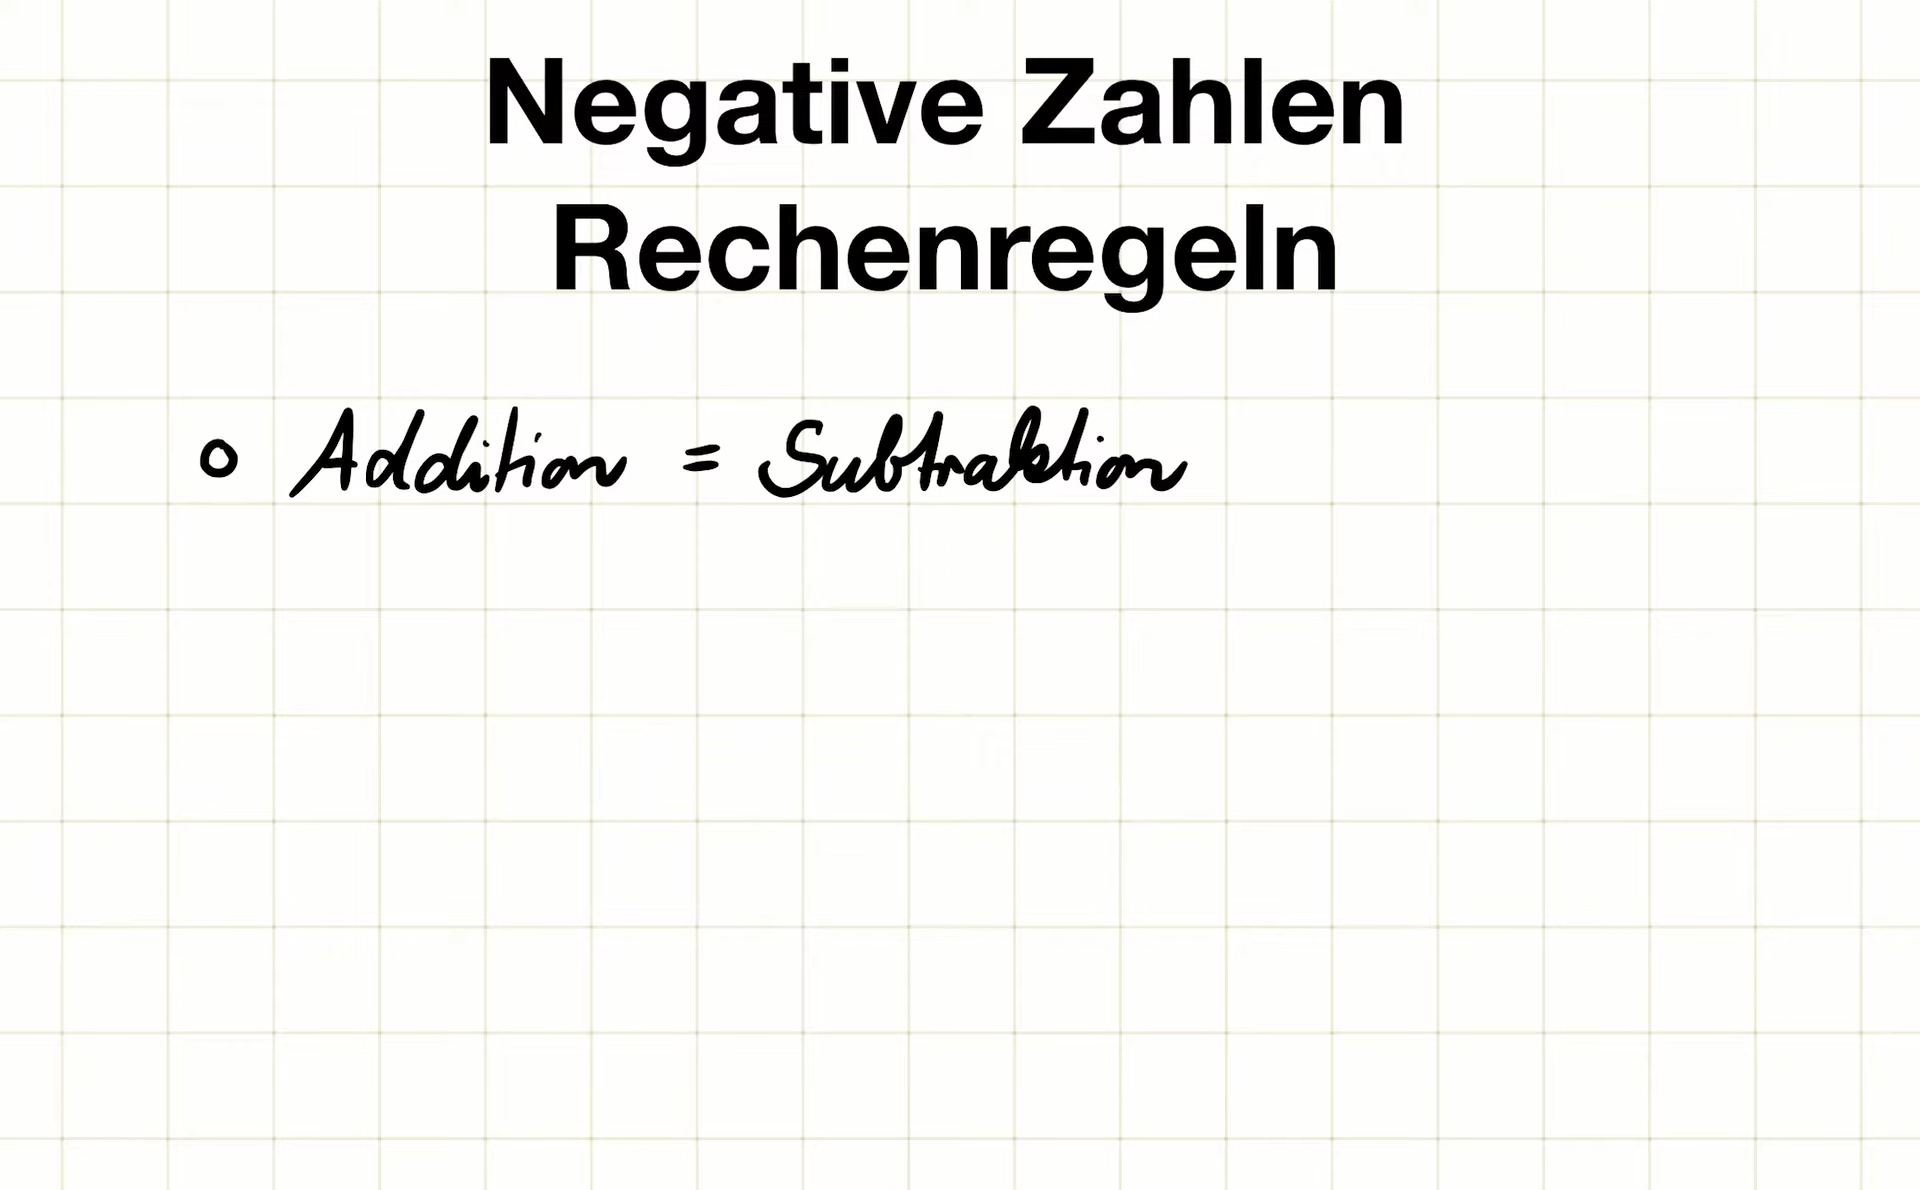 Negative Zahlen
Rechenregeln
o Addition = Subtraktion